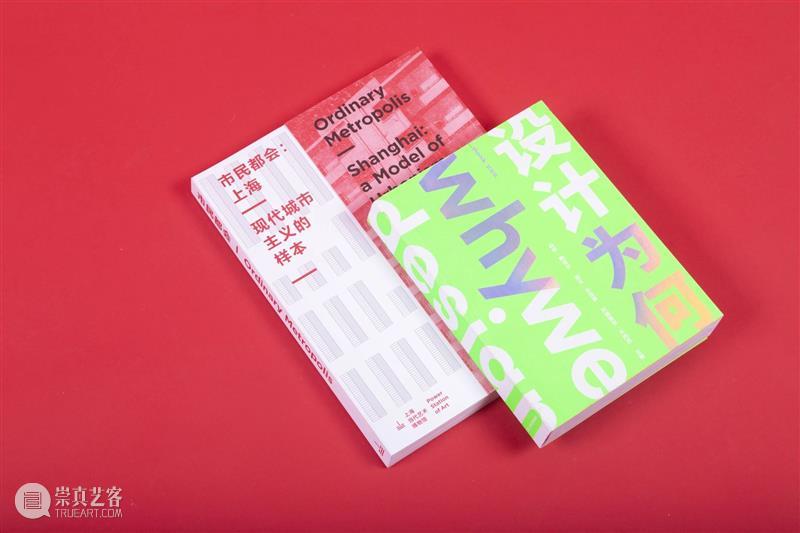 市民都会：
上海
现代城市
主义的
样本
Ordinary
Metropolis
Shanghai:
a Model of
市民都会 | Ordinary Metropolis
上海
当代艺术
博物馆
Power
Station
of Art
设计
为何
why we
design
崇真艺客
TRUEART.COM